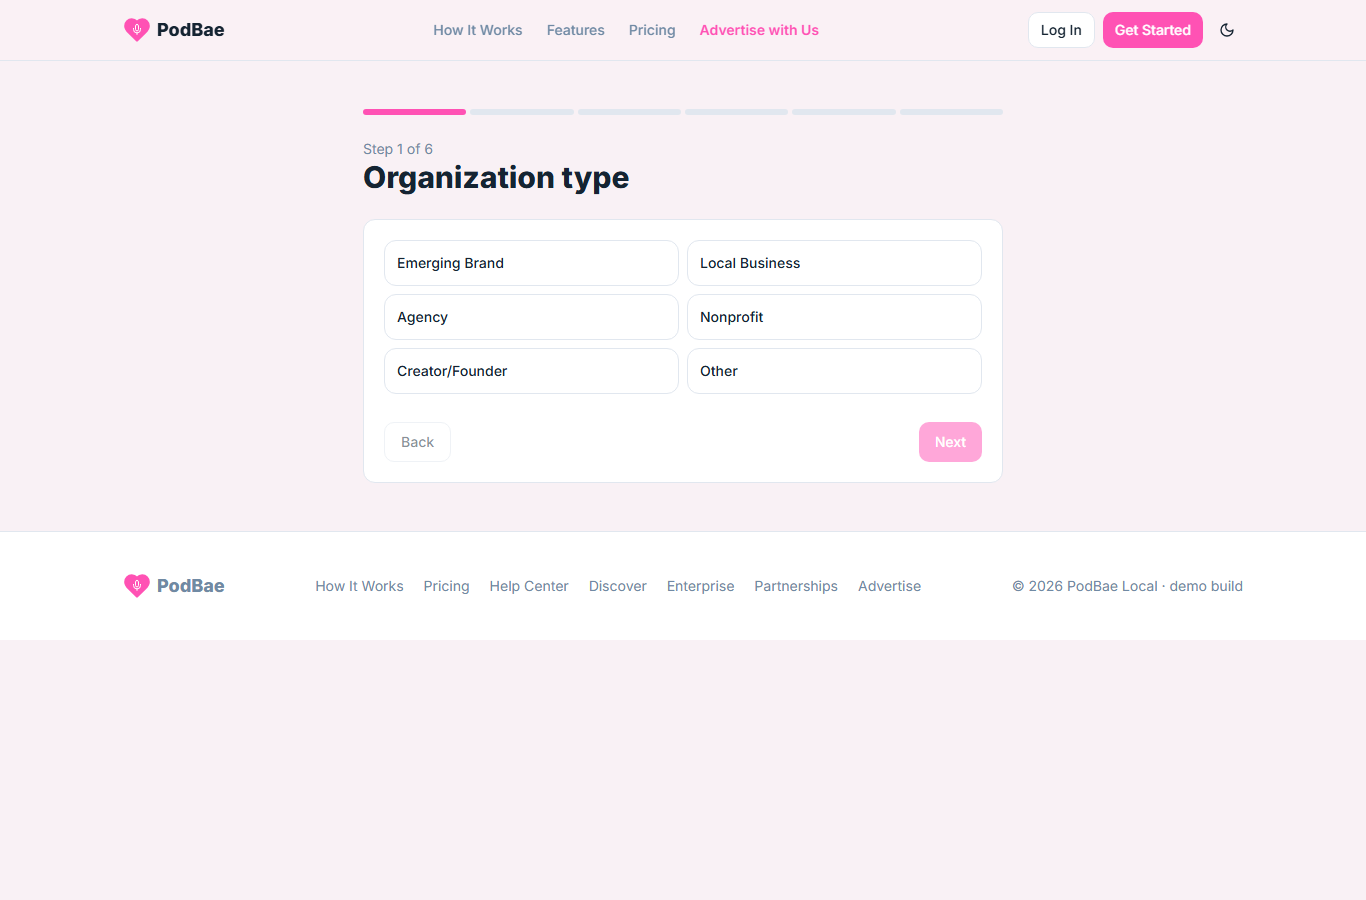 PodBae How It Works Features Pricing Advertise with Us Log In Get Started
Step 1 of 6
Organization type
Emerging Brand Local Business
Agency Nonprofit
Creator/Founder Other
Back Next
PodBae How It Works Pricing Help Center Discover Enterprise Partnerships Advertise © 2026 PodBae Local · demo build